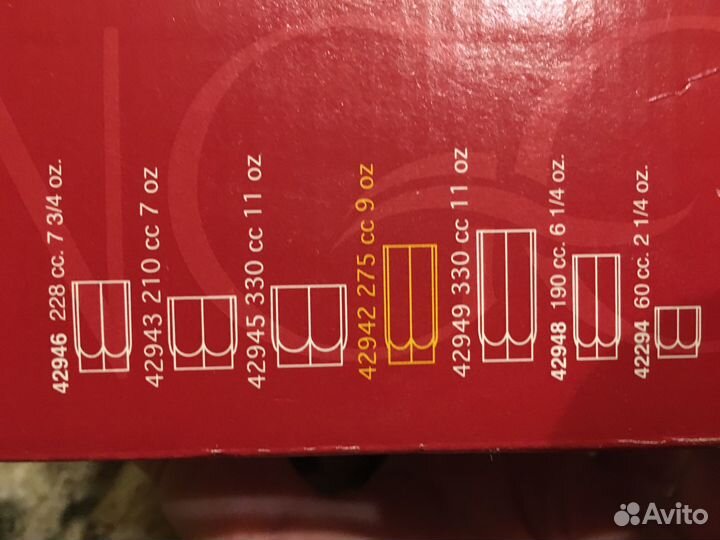 42946 228 cc. 7 3/4 oz.
42943 210 cc 7 oz
42945 330 cc 11 oz
42942 275 cc 9 oz
42949 330 cc 11 oz
42948 190 cc. 6 1/4 oz.
42294 60 cc. 2 1/4 oz.
Avito